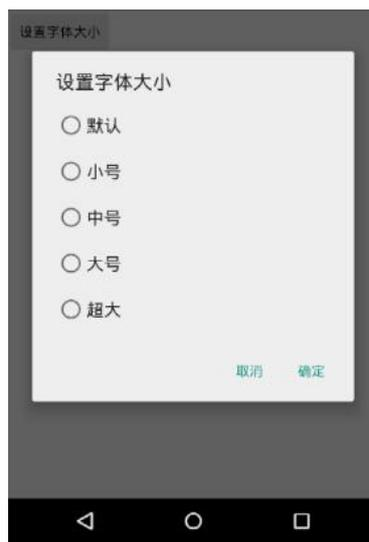 设置字体大小
设置字体大小
默认
小号
中号
大号
超大
取消 确定